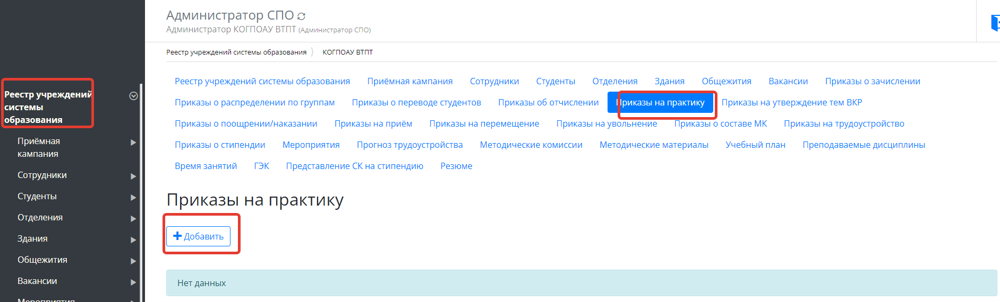 Администратор СПО
Администратор КОГПОАУ ВТПТ (Администратор СПО)
Реестр учреждений системы образования КОГПОАУ ВТПТ
Реестр учреждений системы образования Приёмная кампания Сотрудники Студенты Отделения Здания Общежития Вакансии Приказы о зачислении
Приказы о распределении по группам Приказы о переводе студентов Приказы об отчислении Приказы на практику Приказы на утверждение тем ВКР
Приказы о поощрении/наказании Приказы на приём Приказы на перемещение Приказы на увольнение Приказы о составе МК Приказы на трудоустройство
Приказы о стипендии Мероприятия Прогноз трудоустройства Методические комиссии Методические материалы Учебный план Преподаваемые дисциплины
Время занятий ГЭК Представление СК на стипендию Резюме
Приказы на практику
Добавить
Нет данных
Реестр учреждений
системы
образования
Приёмная
кампания
Сотрудники
Студенты
Отделения
Здания
Общежития
Вакансии
Мероприятия